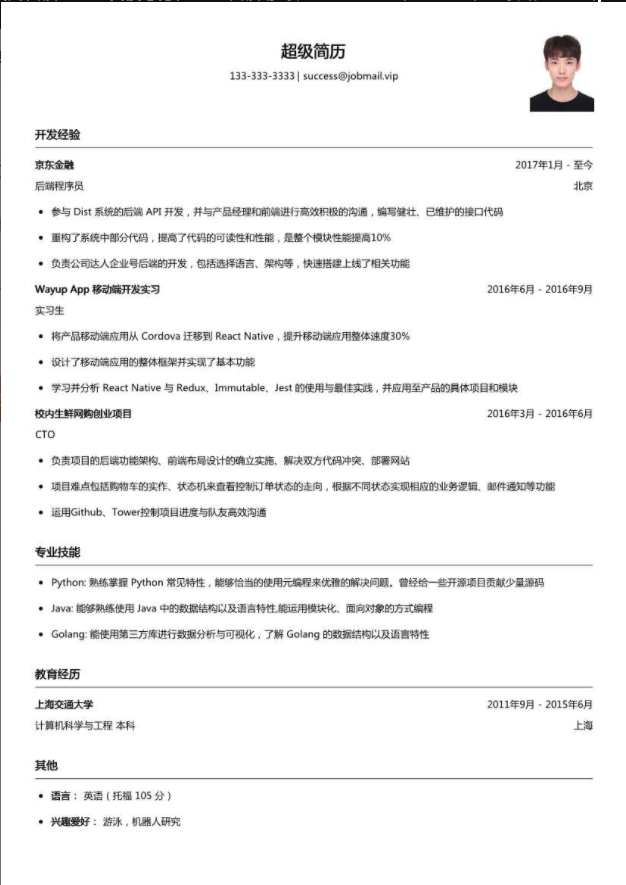 超级简历
133-333-3333 | success@jobmail.vip
开发经验
京东金融 2017年1月 - 至今
后端程序员 北京
参与 Dist 系统的后端 API 开发，并与产品经理和前端进行高效积极的沟通，编写健壮、已维护的接口代码
重构了系统中部分代码，提高了代码的可读性和性能，是整个模块性能提高10%
负责公司达人企业号后端的开发，包括选择语言、架构等，快速搭建上线了相关功能
Wayup App 移动端开发实习 2016年6月 - 2016年9月
实习生
将产品移动端应用从 Cordova 迁移到 React Native，提升移动端应用整体速度30%
设计了移动端应用的整体框架并实现了基本功能
学习并分析 React Native 与 Redux、Immutable、Jest 的使用与最佳实践，并应用至产品的具体项目和模块
校内生鲜网购创业项目 2016年3月 - 2016年6月
CTO
负责项目的后端功能架构、前端布局设计的确立实施、解决双方代码冲突、部署网站
项目难点包括购物车的实作、状态机来查看控制订单状态的走向，根据不同状态实现相应的业务逻辑、邮件通知等功能
运用Github、Tower控制项目进度与队友高效沟通
专业技能
Python: 熟练掌握 Python 常见特性，能够恰当的使用元编程来优雅的解决问题。曾经给一些开源项目贡献少量源码
Java: 能够熟练使用 Java 中的数据结构以及语言特性,能运用模块化、面向对象的方式编程
Golang: 能使用第三方库进行数据分析与可视化，了解 Golang 的数据结构以及语言特性
教育经历
上海交通大学 2011年9月 - 2015年6月
计算机科学与工程 本科 上海
其他
语言： 英语（托福 105 分）
兴趣爱好： 游泳，机器人研究